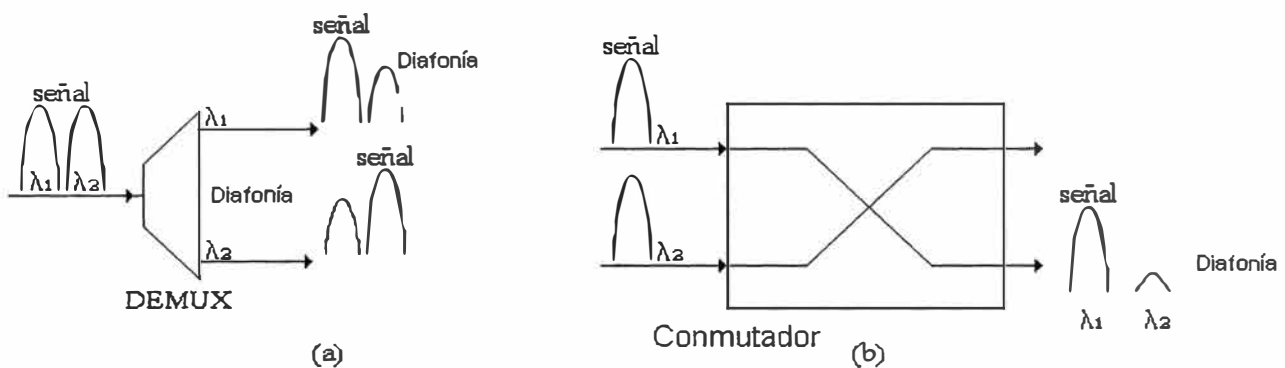 señal
Diafonía
señal
λ1
λ1 λ2
señal
Diafonía
λ2
DEMUX
(a)
señal
λ1
λ2
señal
Diafonía
λ1 λ2
Conmutador
(b)